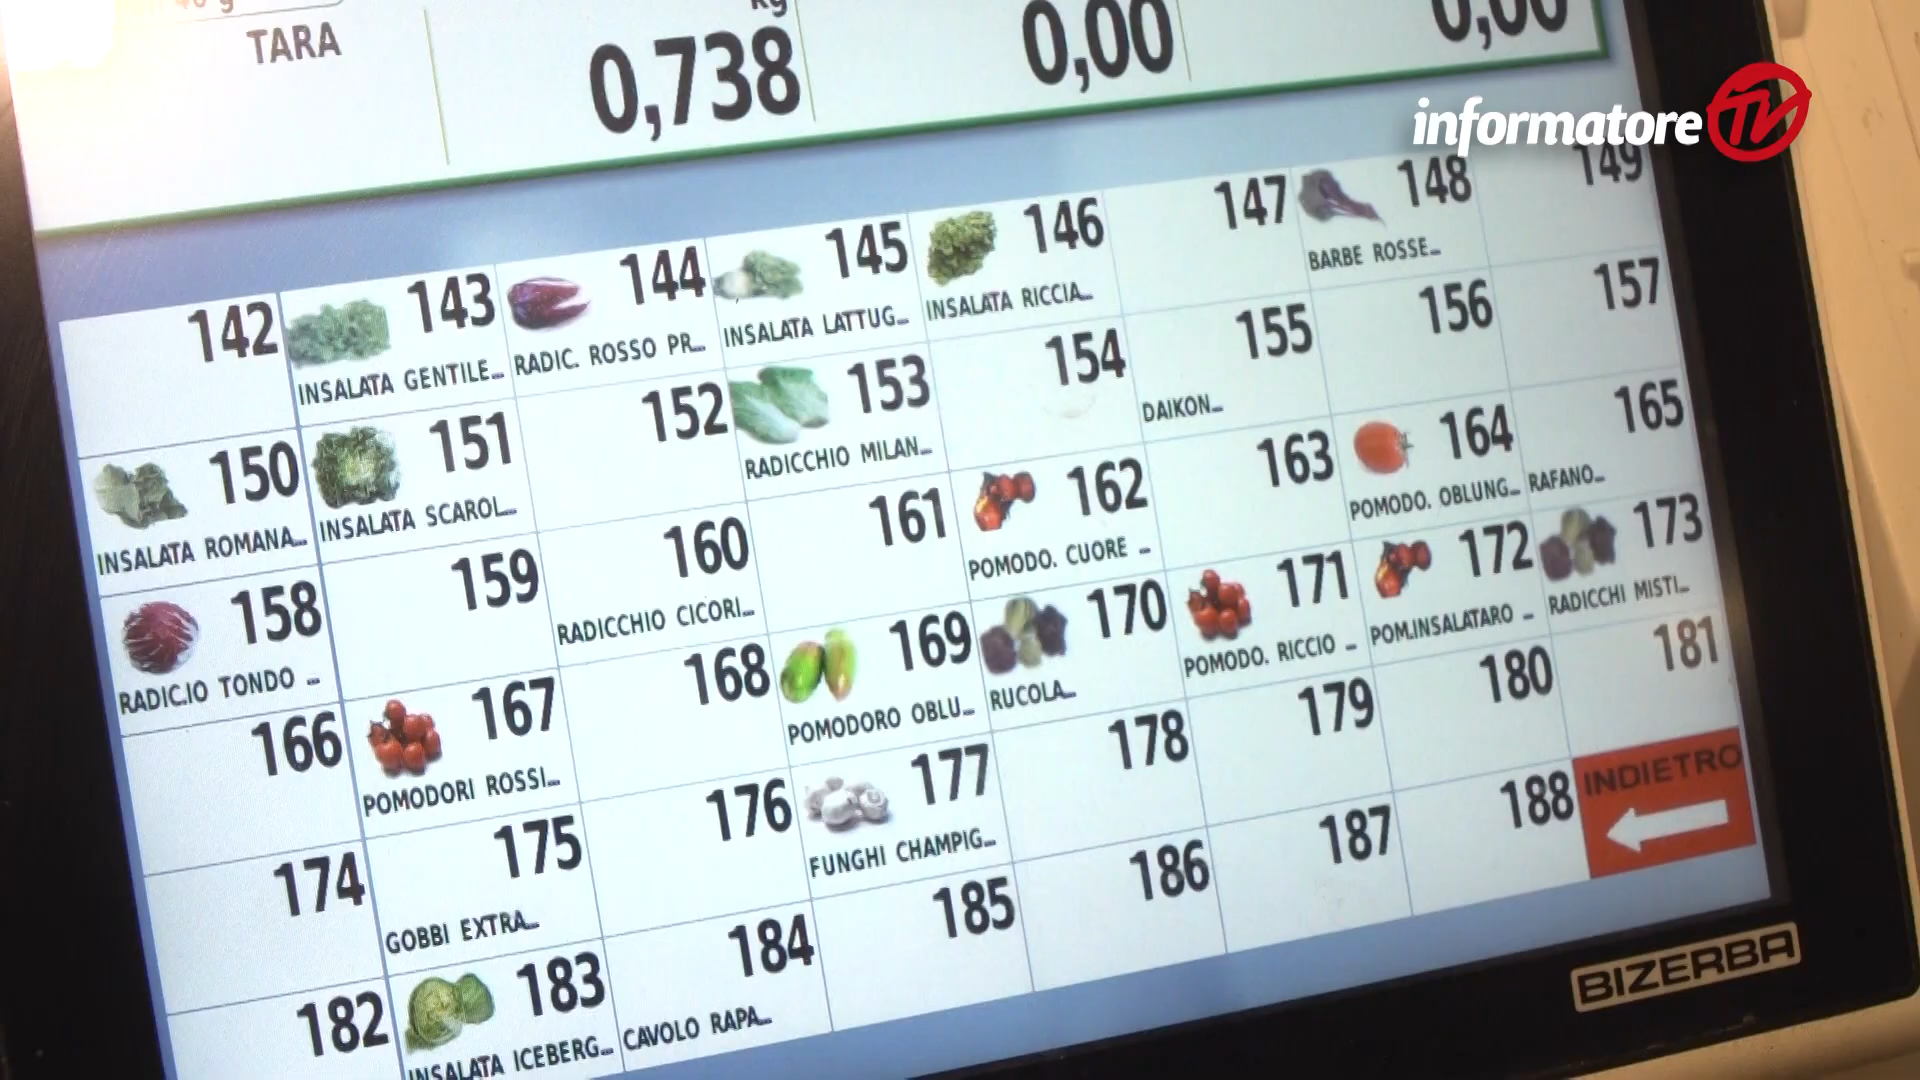 kg
TARA
0,738
0,00
0,00
informatore TV
142
143
INSALATA GENTILE...
144
RADIC. ROSSO PR...
145
INSALATA LATTUG...
146
INSALATA RICCIA...
147
148
BARBE ROSSE...
149
150
INSALATA ROMANA...
151
INSALATA SCAROL...
152
153
RADICCHIO MILAN...
154
155
DAIKON...
156
157
158
RADIC.IO TONDO ...
159
160
RADICCHIO CICORI...
161
162
POMODO. CUORE ...
163
164
POMODO. OBLUNG...
165
RAFANO...
166
167
POMODORI ROSSI...
168
169
POMODORO OBLU...
170
RUCOLA...
171
POMODO. RICCIO ...
172
POM.INSALATARO ...
173
RADICCHI MISTI...
174
175
GOBBI EXTRA...
176
177
FUNGHI CHAMPIG...
178
179
180
181
182
183
INSALATA ICEBERG...
184
CAVOLO RAPA...
185
186
187
188
INDIETRO
BIZERBA